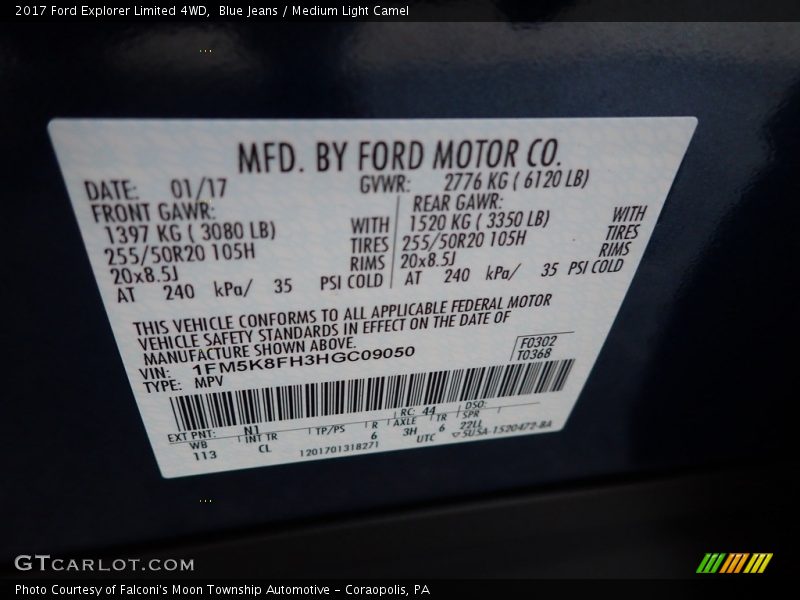 2017 Ford Explorer Limited 4WD, Blue Jeans / Medium Light Camel
MFD. BY FORD MOTOR CO.
DATE: 01/17 GVWR: 2776 KG ( 6120 LB)
FRONT GAWR: REAR GAWR:
1397 KG ( 3080 LB) WITH 1520 KG ( 3350 LB) WITH
255/50R20 105H TIRES 255/50R20 105H TIRES
20x8.5J RIMS 20x8.5J RIMS
AT 240 kPa/ 35 PSI COLD AT 240 kPa/ 35 PSI COLD
THIS VEHICLE CONFORMS TO ALL APPLICABLE FEDERAL MOTOR
VEHICLE SAFETY STANDARDS IN EFFECT ON THE DATE OF
MANUFACTURE SHOWN ABOVE.
VIN: 1FM5K8FH3HGC09050 F0302
TYPE: MPV T0368
EXT PNT: N1 RC: 44 DSO:
WB INT TR TP/PS R AXLE TR SPR
113 CL 6 3H 6 22LL
1201701318271 UTC ▽5U5A-1520472-BA
GTCARLOT.COM
Photo Courtesy of Falconi's Moon Township Automotive - Coraopolis, PA